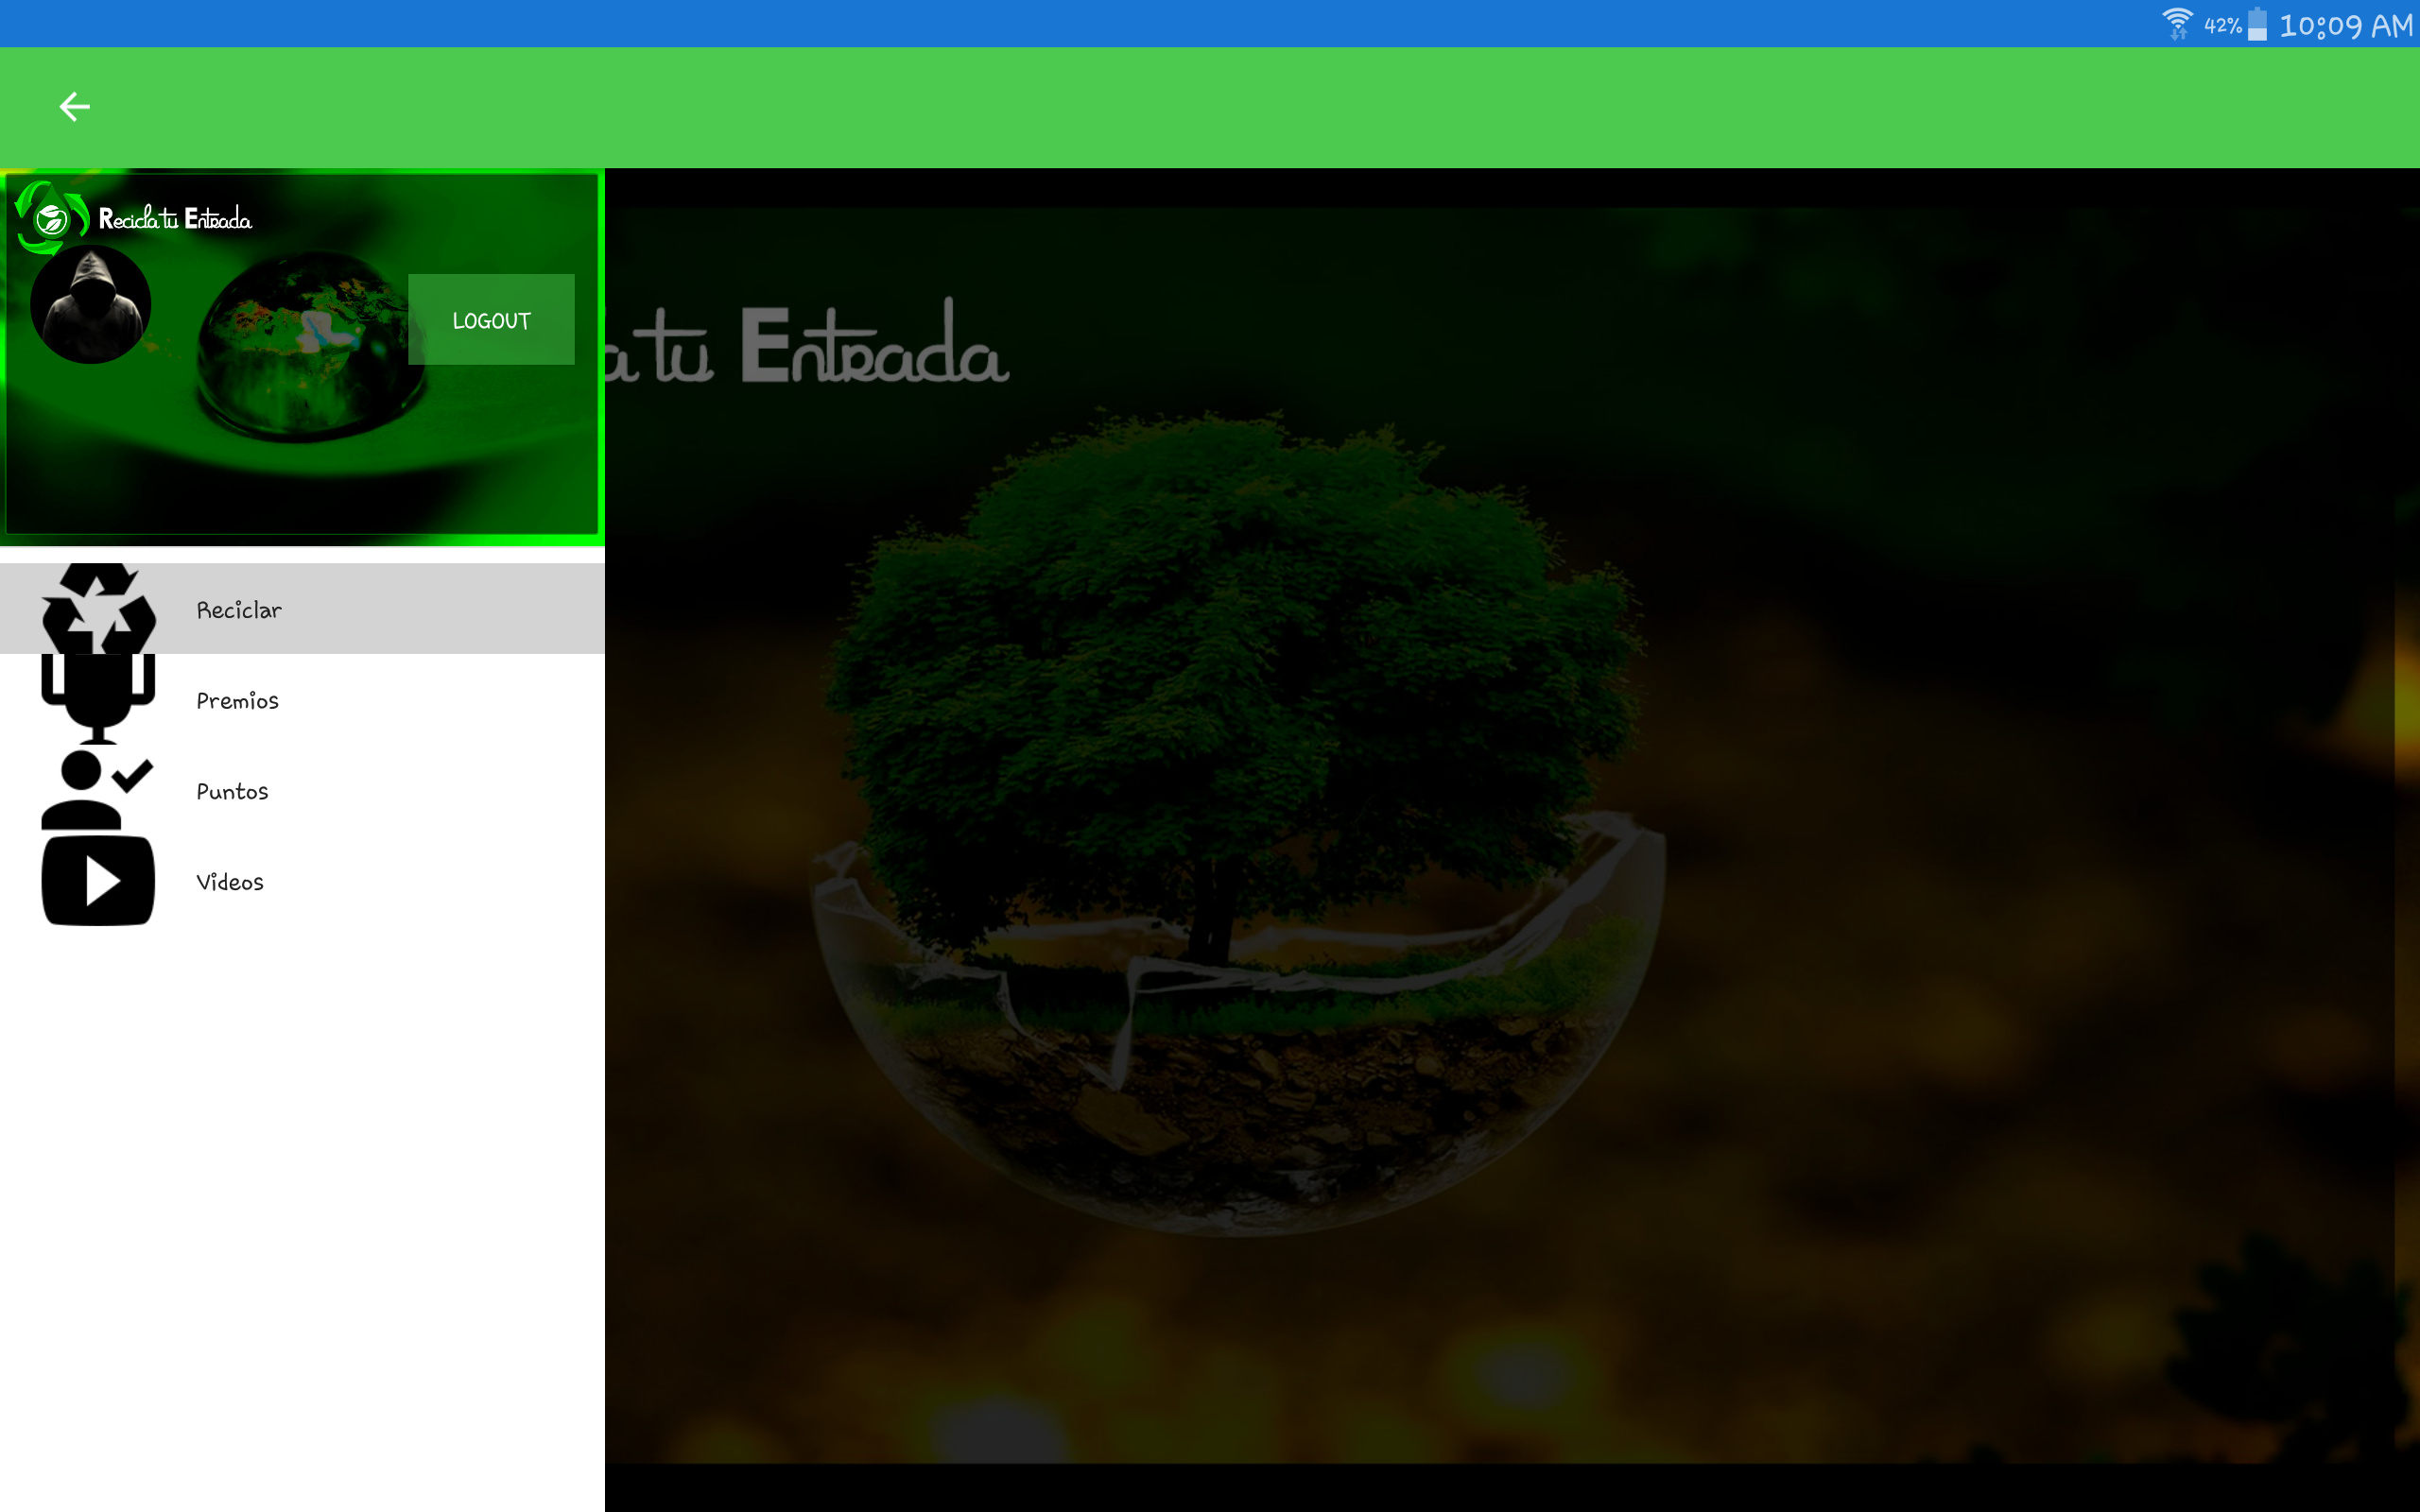 42% 10:09 AM
Recicla tu Entrada
LOGOUT
a tu Entrada
Reciclar
Premios
Puntos
Videos